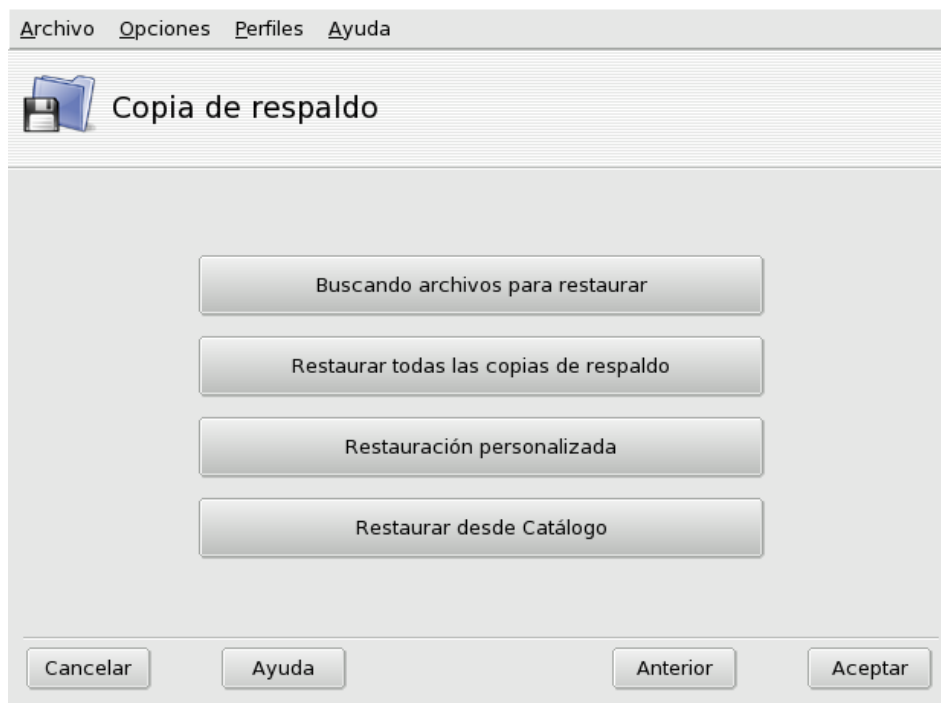 Archivo Opciones Perfiles Ayuda
Copia de respaldo
Buscando archivos para restaurar
Restaurar todas las copias de respaldo
Restauración personalizada
Restaurar desde Catálogo
Cancelar Ayuda Anterior Aceptar